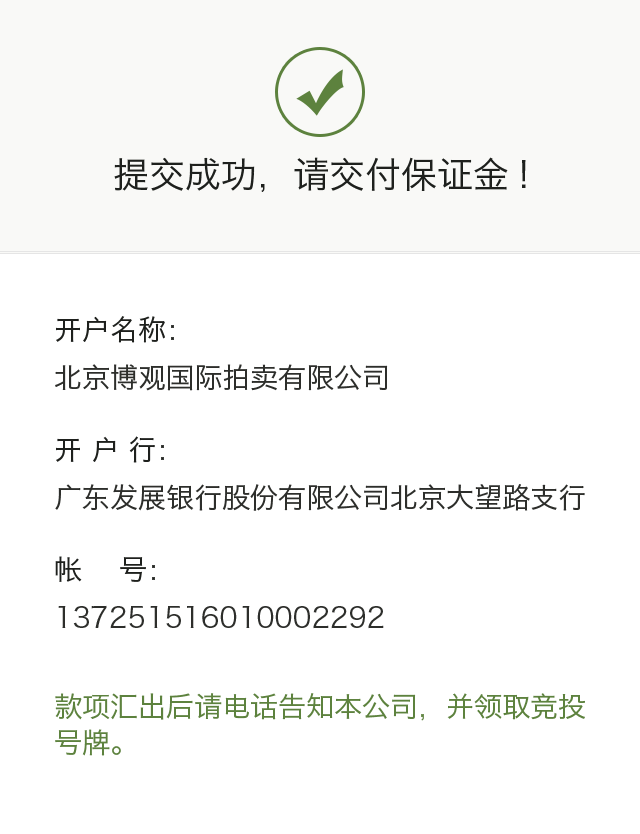 提交成功，请交付保证金！
开户名称：
北京博观国际拍卖有限公司
开 户 行：
广东发展银行股份有限公司北京大望路支行
帐 号：
137251516010002292
款项汇出后请电话告知本公司，并领取竞投
号牌。